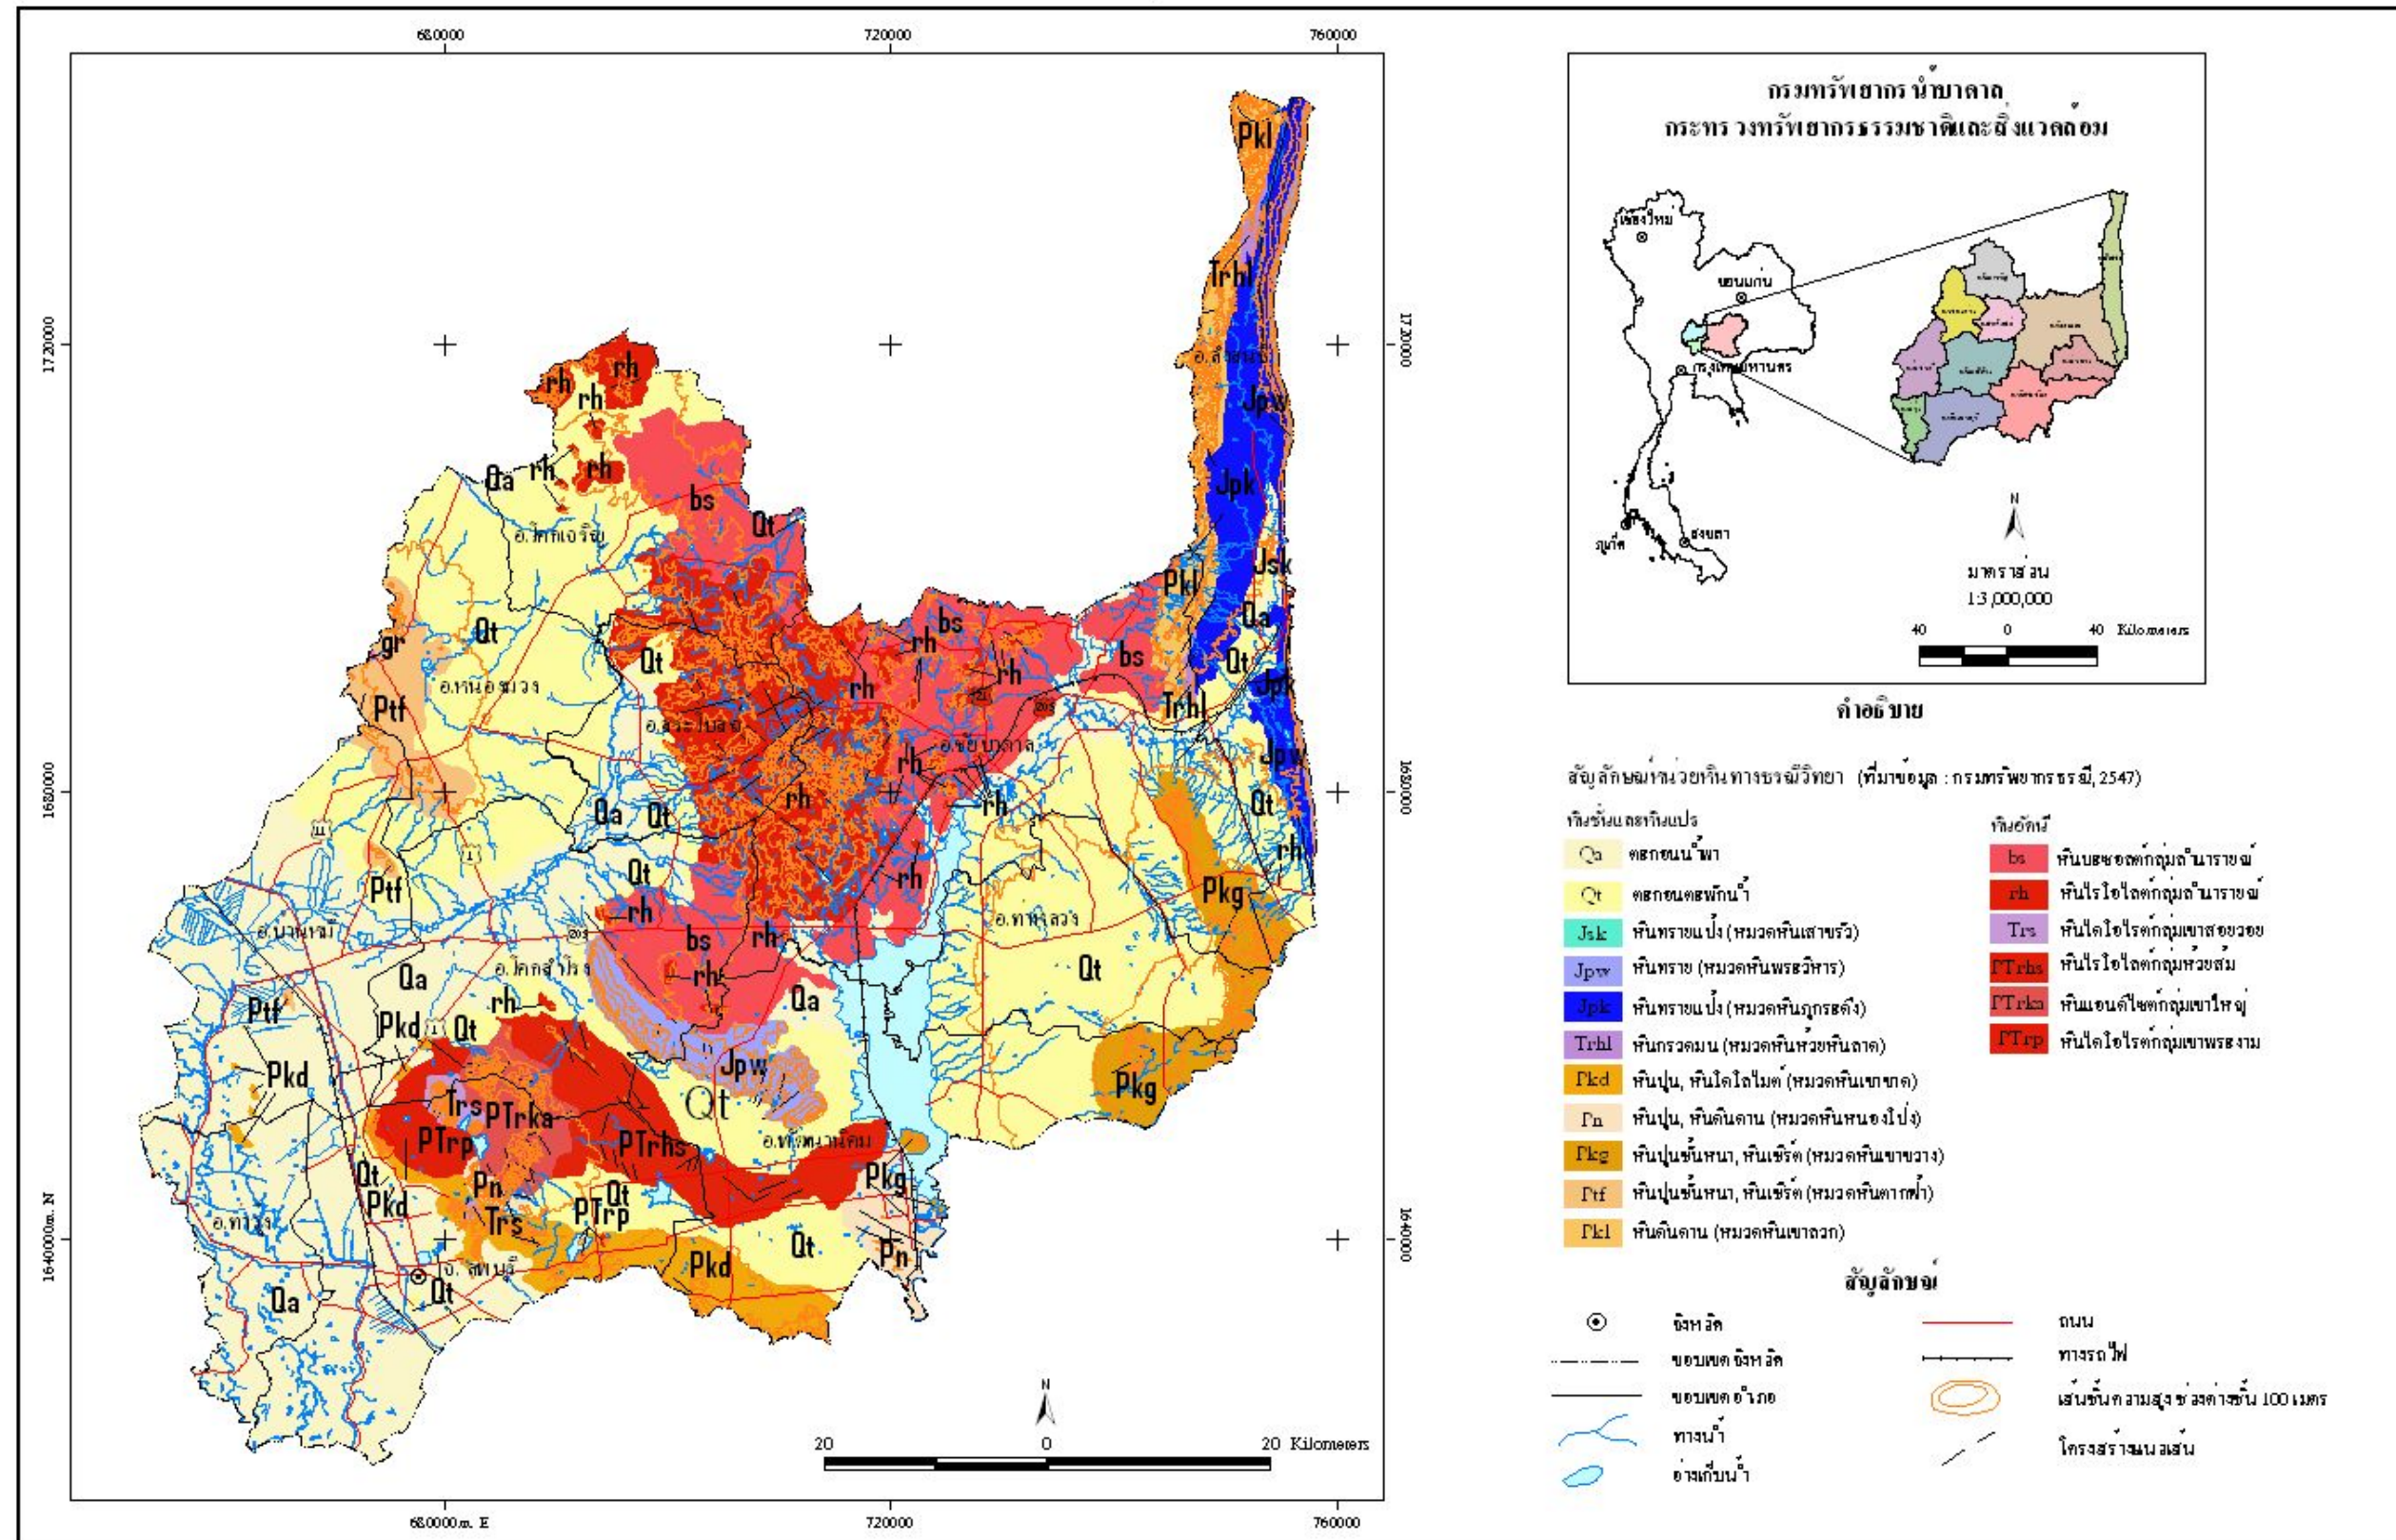 680000
720000
760000
1720000
1720000
1680000
1680000
1640000m. N
1640000
680000m. E
720000
760000
Pkl
Trhl
อ.ลำสนธิ
Jpw
Jpk
Jsk
Qa
Qt
Jpk
Jpw
Qt
rh
Pkl
bs
Trhl
rh
rh
rh
rh
rh
Qa
bs
Qt
อ.โคกเจริญ
gr
Qt
Qt
อ.หนองม่วง
Ptf
อ.สระโบสถ์
bs
rh
rh
rh
21
205
อ.ชัยบาดาล
rh
rh
rh
Qa
Qt
11
1
Qt
rh
Ptf
rh
Pkg
อ.ท่าหลวง
อ.บ้านหมี่
205
bs
rh
อ.โคกสำโรง
Qa
rh
Qt
rh
Qa
Ptf
Pkd
1
Qt
Pkd
Jpw
Pkg
Trs
PTrka
Qt
PTrp
PTrhs
อ.พัฒนานิคม
Qt
Pkd
Pn
Qt
Pkg
Trs
PTrp
อ.ท่าวุ้ง
Qt
Pn
Pkd
Qa
Qt
N
20 0 20 Kilometers
กรมทรัพยากรน้ำบาดาล
กระทรวงทรัพยากรธรรมชาติและสิ่งแวดล้อม
เชียงใหม่
ขอนแก่น
กรุงเทพมหานคร
ภูเก็ต
สงขลา
N
มาตราส่วน
1:3,000,000
40 0 40 Kilometers
คำอธิบาย
สัญลักษณ์หน่วยหินทางธรณีวิทยา (ที่มาข้อมูล : กรมทรัพยากรธรณี, 2547)
หินชั้นและหินแปร
Qa ตะกอนน้ำพา
Qt ตะกอนตะพักน้ำ
Jsk หินทรายแป้ง (หมวดหินเสาขรัว)
Jpw หินทราย (หมวดหินพระวิหาร)
Jpk หินทรายแป้ง (หมวดหินภูกระดึง)
Trhl หินกรวดมน (หมวดหินห้วยหินลาด)
Pkd หินปูน, หินโดโลไมต์ (หมวดหินเขาขาด)
Pn หินปูน, หินดินดาน (หมวดหินหนองโป่ง)
Pkg หินปูนชั้นหนา, หินเชิร์ต (หมวดหินเขาขวาง)
Ptf หินปูนชั้นหนา, หินเชิร์ต (หมวดหินตากฟ้า)
Pkl หินดินดาน (หมวดหินเขาลวก)
หินอัคนี
bs หินบะซอลต์กลุ่มลำนารายณ์
rh หินไรโอไลต์กลุ่มลำนารายณ์
Trs หินไดโอไรต์กลุ่มเขาสอยวอย
PTrhs หินไรโอไลต์กลุ่มห้วยส้ม
PTrka หินแอนดีไซต์กลุ่มเขาใหญ่
PTrp หินไดโอไรต์กลุ่มเขาพระงาม
สัญลักษณ์
จังหวัด
ขอบเขตจังหวัด
ขอบเขตอำเภอ
ทางน้ำ
อ่างเก็บน้ำ
ถนน
ทางรถไฟ
เส้นชั้นความสูง ช่วงต่างชั้น 100 เมตร
โครงสร้างแนวเส้น